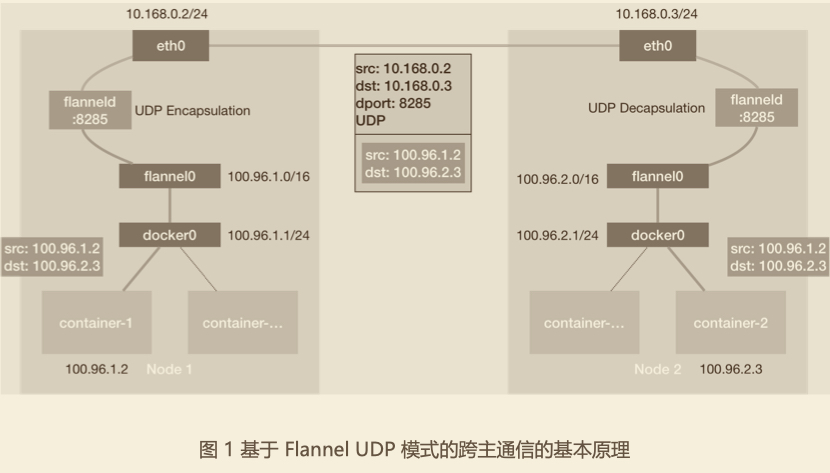 10.168.0.2/24
10.168.0.3/24
eth0
eth0
src: 10.168.0.2
dst: 10.168.0.3
dport: 8285
UDP
src: 100.96.1.2
dst: 100.96.2.3
flanneld
:8285
UDP Encapsulation
UDP Decapsulation
flanneld
:8285
flannel0
100.96.1.0/16
100.96.2.0/16
flannel0
docker0
100.96.1.1/24
100.96.2.1/24
docker0
src: 100.96.1.2
dst: 100.96.2.3
src: 100.96.1.2
dst: 100.96.2.3
container-1
container-...
container-...
container-2
100.96.1.2
Node 1
Node 2
100.96.2.3
图 1 基于 Flannel UDP 模式的跨主通信的基本原理